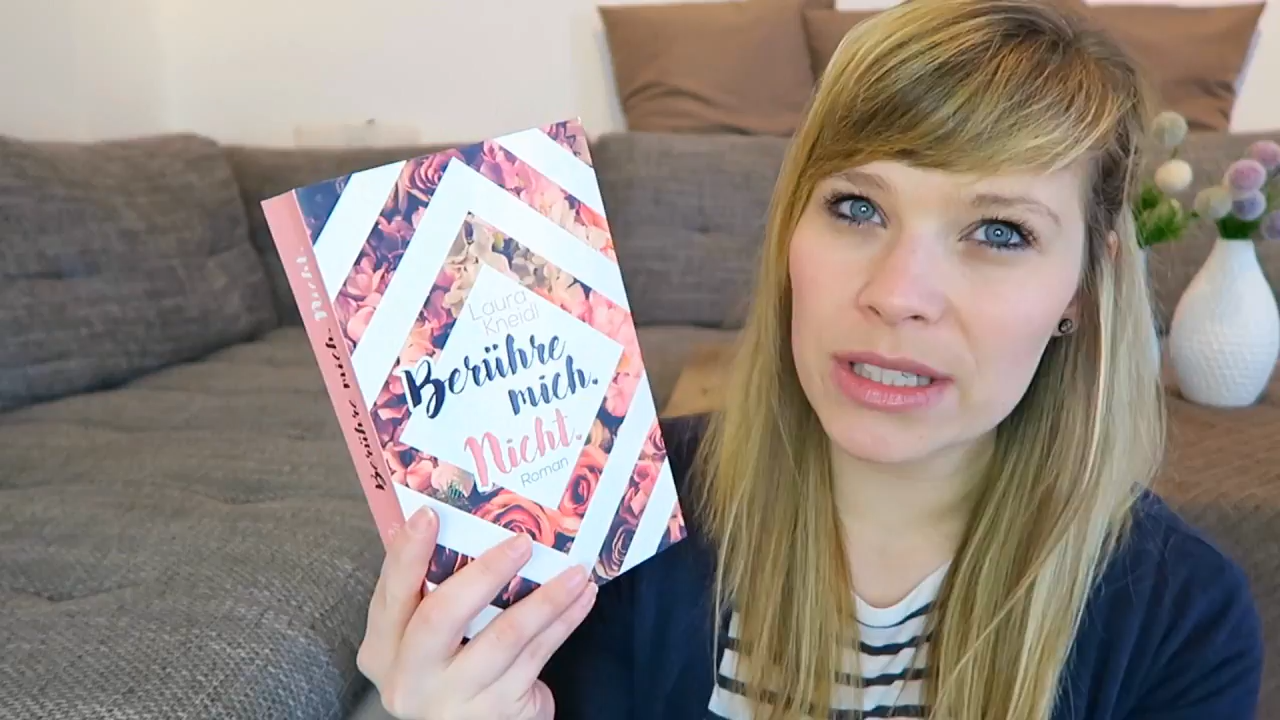 Laura
Kneidl
Berühre
mich.
Nicht.
Roman
Berühre mich. Nicht.